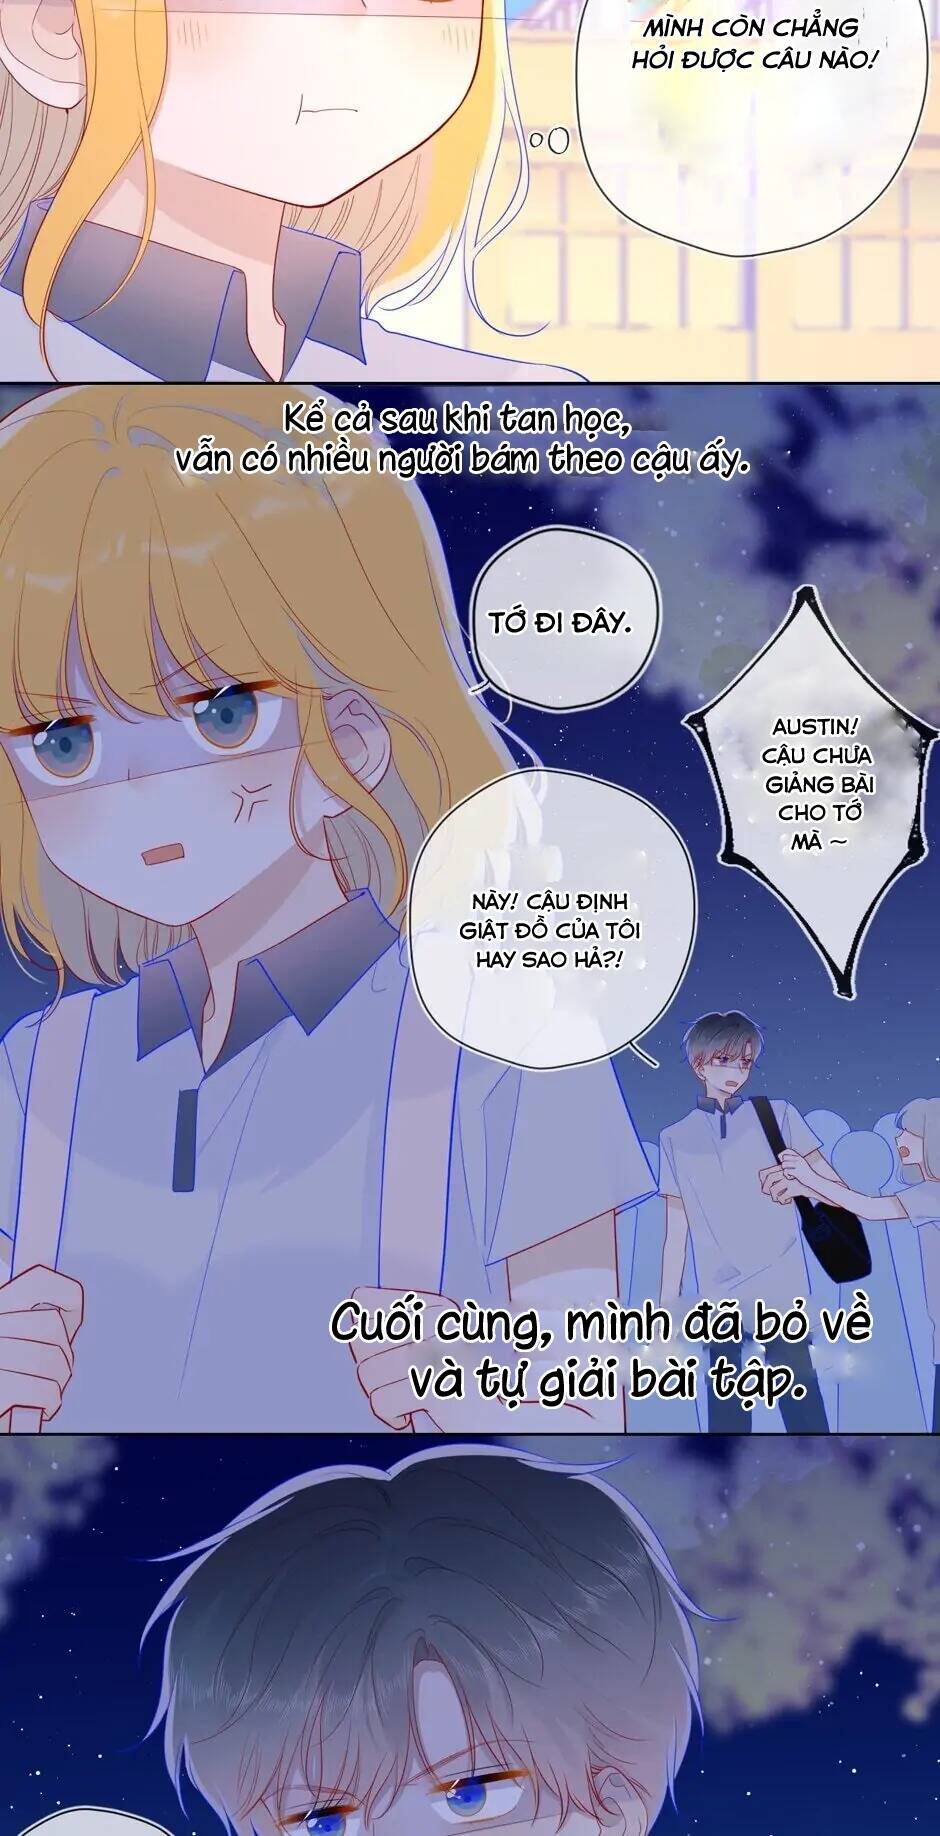 MÌNH CÒN CHẲNG
HỎI ĐƯỢC CÂU NÀO!
Kể cả sau khi tan học,
vẫn có nhiều người bám theo cậu ấy.
TỚ ĐI ĐÂY.
AUSTIN!
CẬU CHƯA
GIẢNG BÀI
CHO TỚ
MÀ ~
NÀY! CẬU ĐỊNH
GIẬT ĐỒ CỦA TÔI
HAY SAO HẢ?!
Cuối cùng, mình đã bỏ về
và tự giải bài tập.